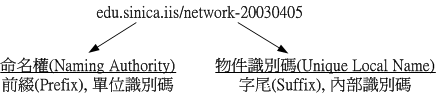 edu.sinica.iis/network-20030405
命名權(Naming Authority)
前綴(Prefix), 單位識別碼
物件識別碼(Unique Local Name)
字尾(Suffix), 內部識別碼